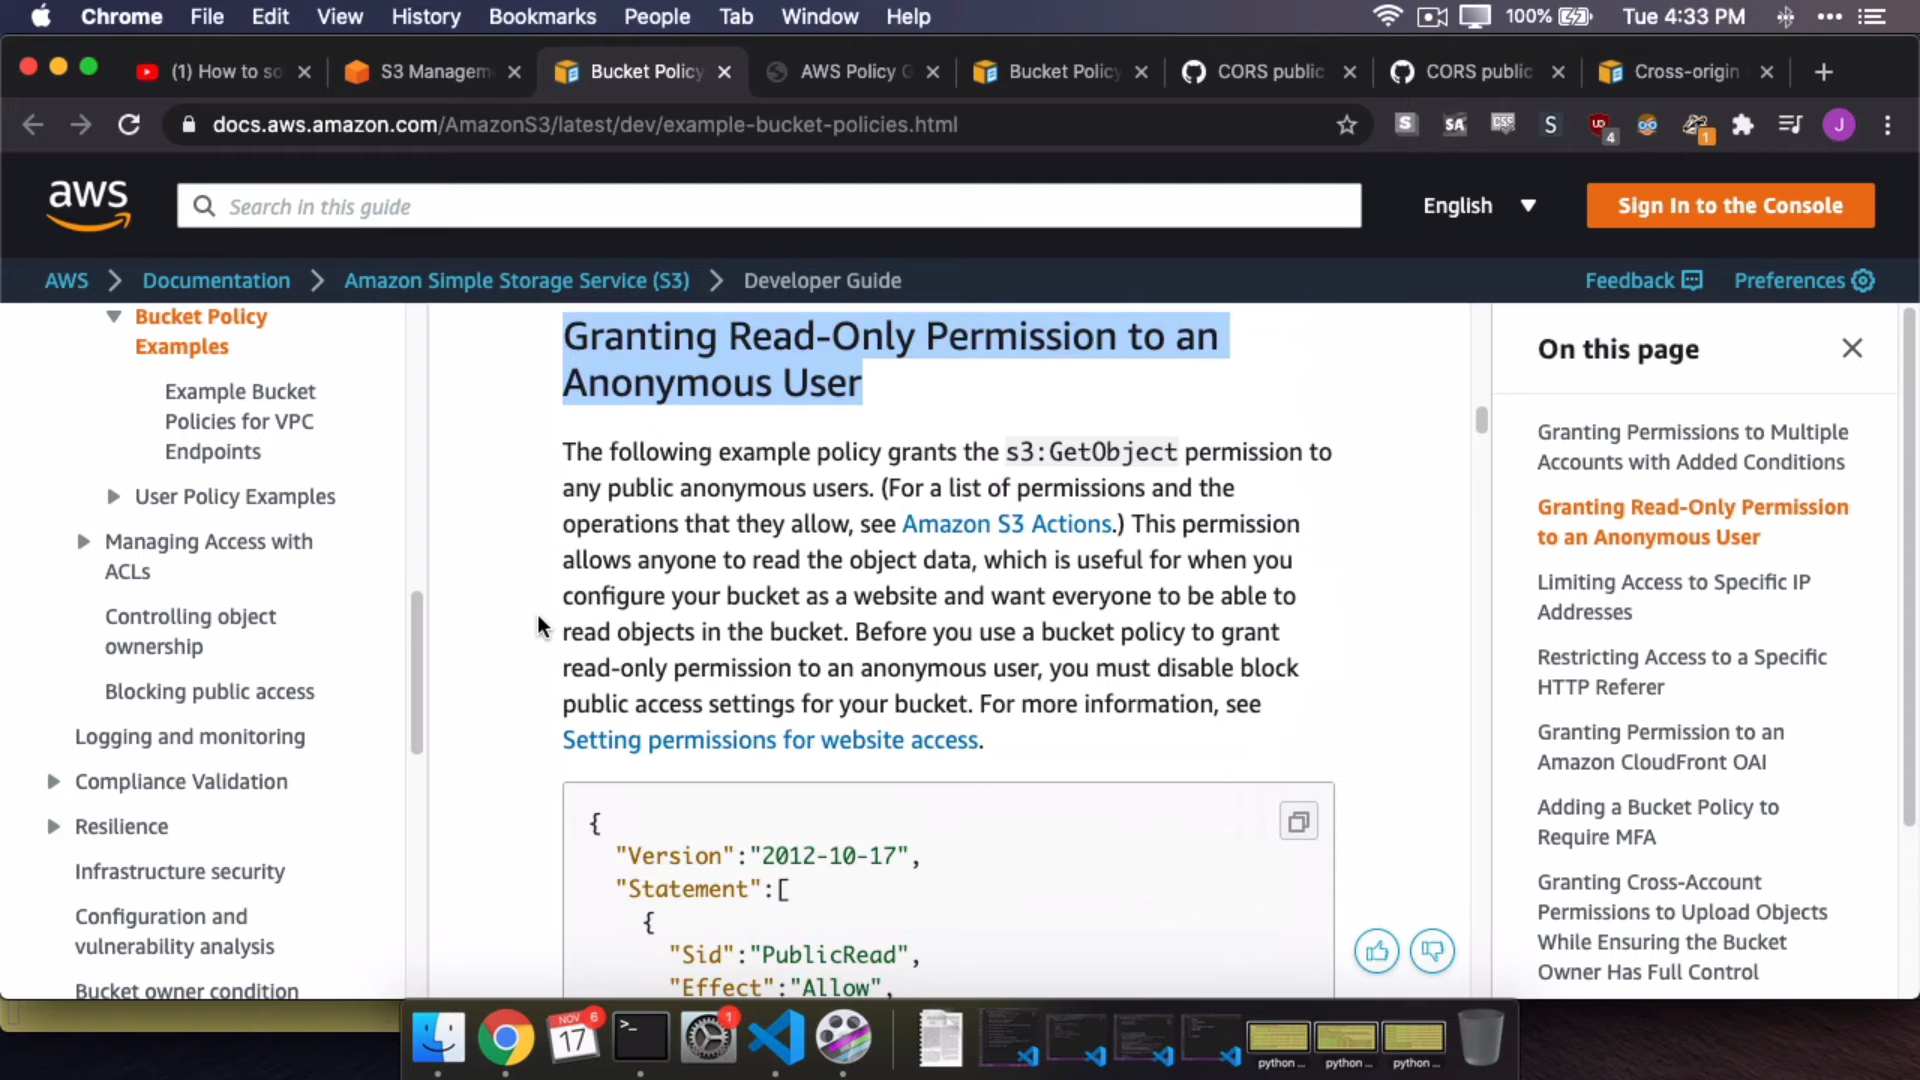 Chrome File Edit View History Bookmarks People Tab Window Help 100% Tue 4:33 PM
(1) How to so S3 Managem Bucket Policy AWS Policy G Bucket Policy CORS public CORS public Cross-origin
docs.aws.amazon.com/AmazonS3/latest/dev/example-bucket-policies.html S SA CSS S UD 4 1 J
aws Search in this guide English Sign In to the Console
AWS Documentation Amazon Simple Storage Service (S3) Developer Guide Feedback Preferences
Bucket Policy
Examples
Example Bucket
Policies for VPC
Endpoints
User Policy Examples
Managing Access with
ACLs
Controlling object
ownership
Blocking public access
Logging and monitoring
Compliance Validation
Resilience
Infrastructure security
Configuration and
vulnerability analysis
Bucket owner condition
Granting Read-Only Permission to an
Anonymous User
The following example policy grants the s3:GetObject permission to
any public anonymous users. (For a list of permissions and the
operations that they allow, see Amazon S3 Actions.) This permission
allows anyone to read the object data, which is useful for when you
configure your bucket as a website and want everyone to be able to
read objects in the bucket. Before you use a bucket policy to grant
read-only permission to an anonymous user, you must disable block
public access settings for your bucket. For more information, see
Setting permissions for website access.
{
"Version":"2012-10-17",
"Statement":[
{
"Sid":"PublicRead",
"Effect":"Allow",
On this page
Granting Permissions to Multiple
Accounts with Added Conditions
Granting Read-Only Permission
to an Anonymous User
Limiting Access to Specific IP
Addresses
Restricting Access to a Specific
HTTP Referer
Granting Permission to an
Amazon CloudFront OAI
Adding a Bucket Policy to
Require MFA
Granting Cross-Account
Permissions to Upload Objects
While Ensuring the Bucket
Owner Has Full Control
NOV 17 6 >_ 1
python ... python ... python ...